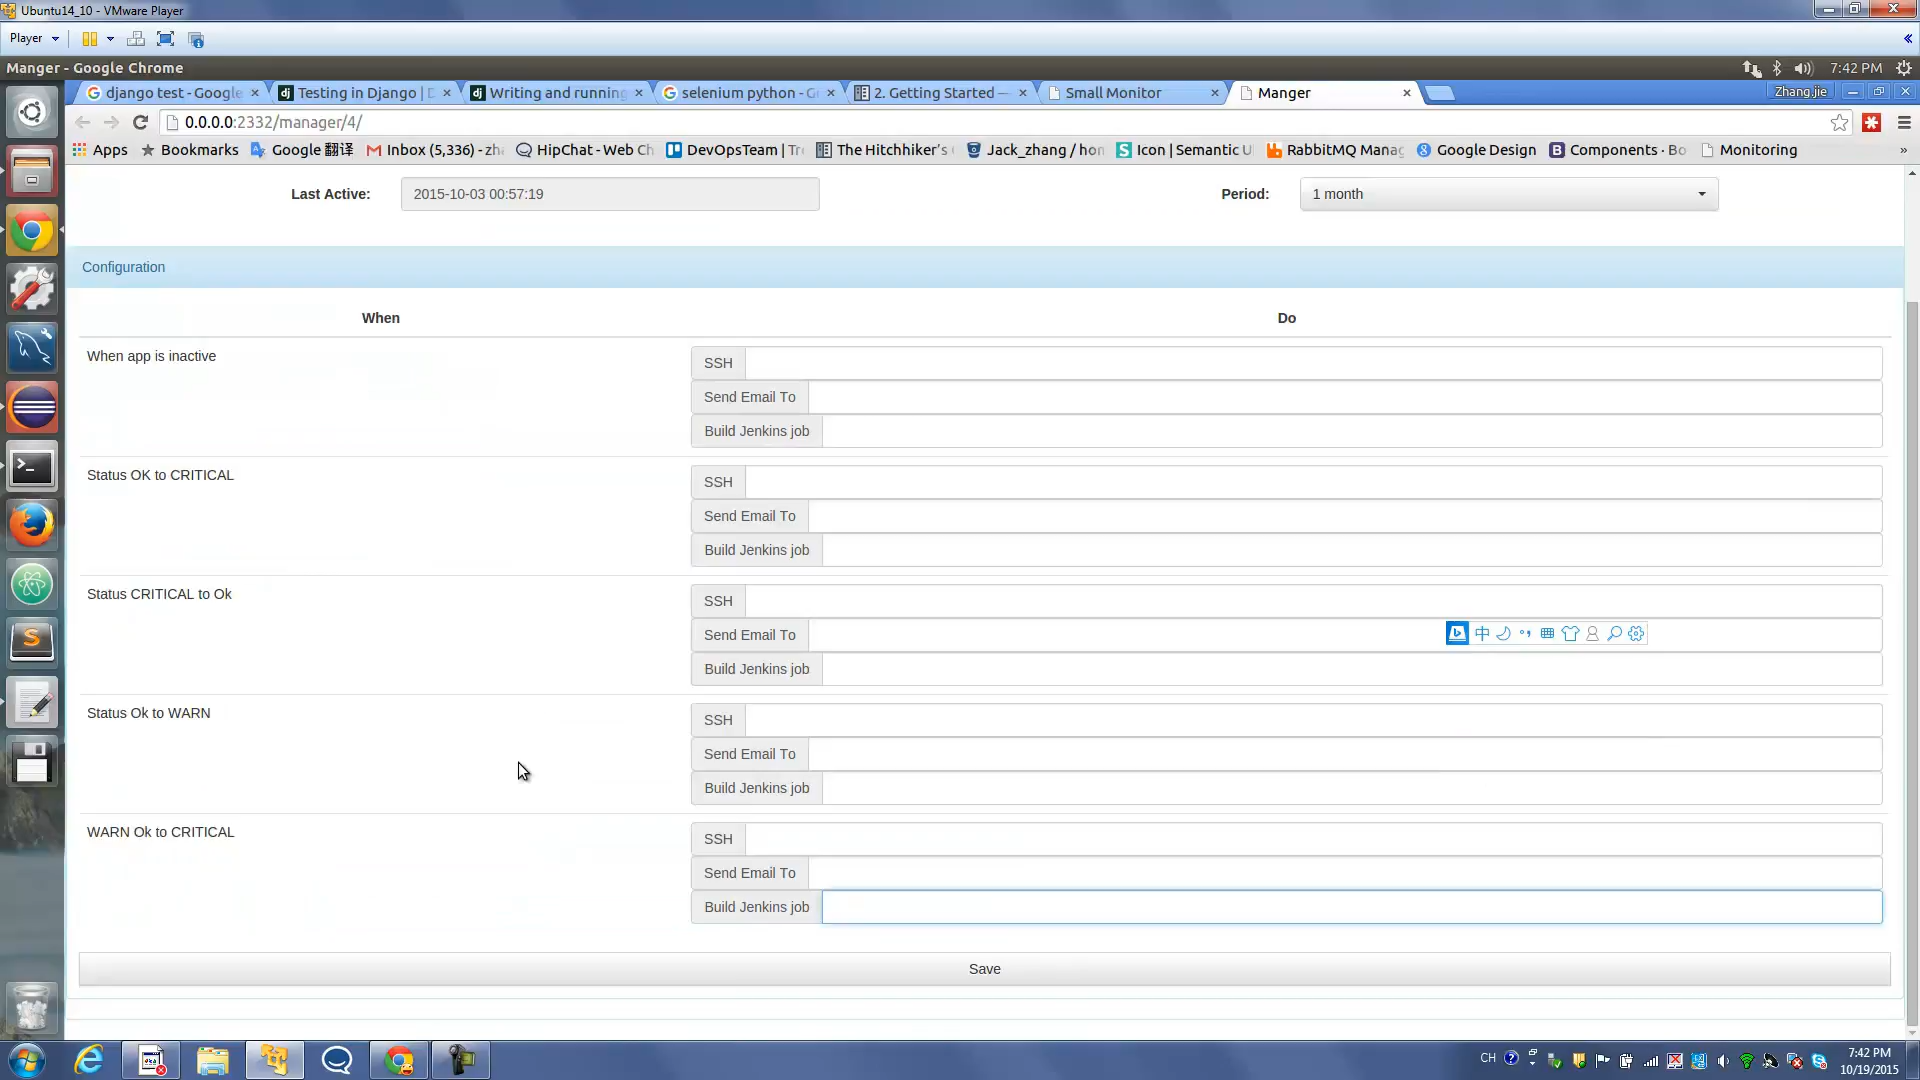 Ubuntu14_10 - VMware Player
Player
Manger - Google Chrome
7:42 PM
django test - Google
Testing in Django | D
Writing and running
selenium python - G
2. Getting Started —
Small Monitor
Manger
Zhang.jie
0.0.0.0:2332/manager/4/
Apps
Bookmarks
Google 翻译
Inbox (5,336) - zh
HipChat - Web C
DevOpsTeam | Tr
The Hitchhiker's
Jack_zhang / hon
Icon | Semantic U
RabbitMQ Manag
Google Design
Components · Bo
Monitoring
»
Last Active:
2015-10-03 00:57:19
Period:
1 month
Configuration
When
Do
When app is inactive
SSH
Send Email To
Build Jenkins job
Status OK to CRITICAL
SSH
Send Email To
Build Jenkins job
Status CRITICAL to Ok
SSH
Send Email To
中
Build Jenkins job
Status Ok to WARN
SSH
Send Email To
Build Jenkins job
WARN Ok to CRITICAL
SSH
Send Email To
Build Jenkins job
Save
CH
7:42 PM
10/19/2015